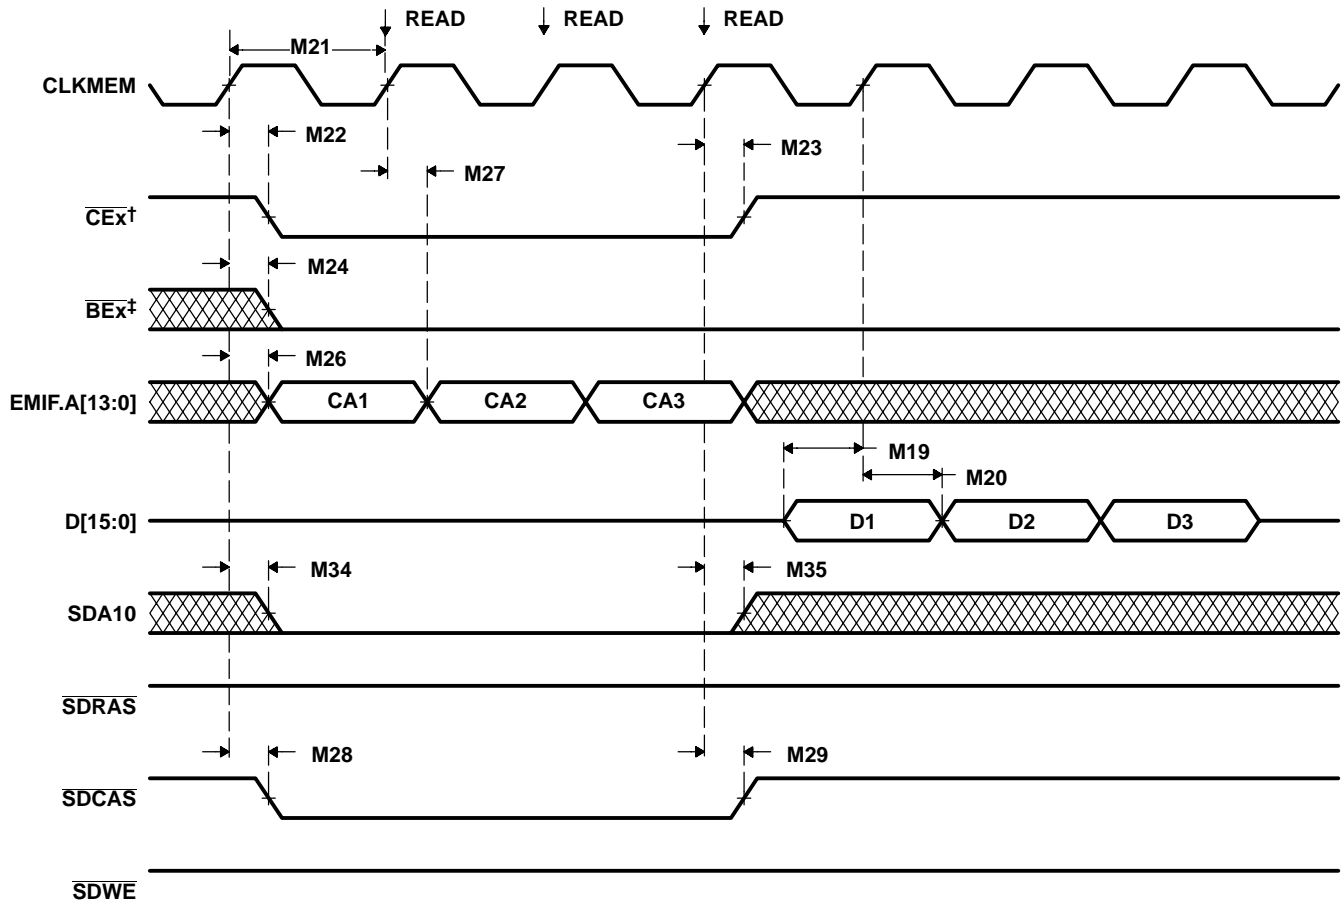 READ READ READ
M21
CLKMEM
M22 M23
M27
CEx†
M24
BEx‡
M26
EMIF.A[13:0] CA1 CA2 CA3
M19
M20
D[15:0] D1 D2 D3
M34 M35
SDA10
SDRAS
M28 M29
SDCAS
SDWE